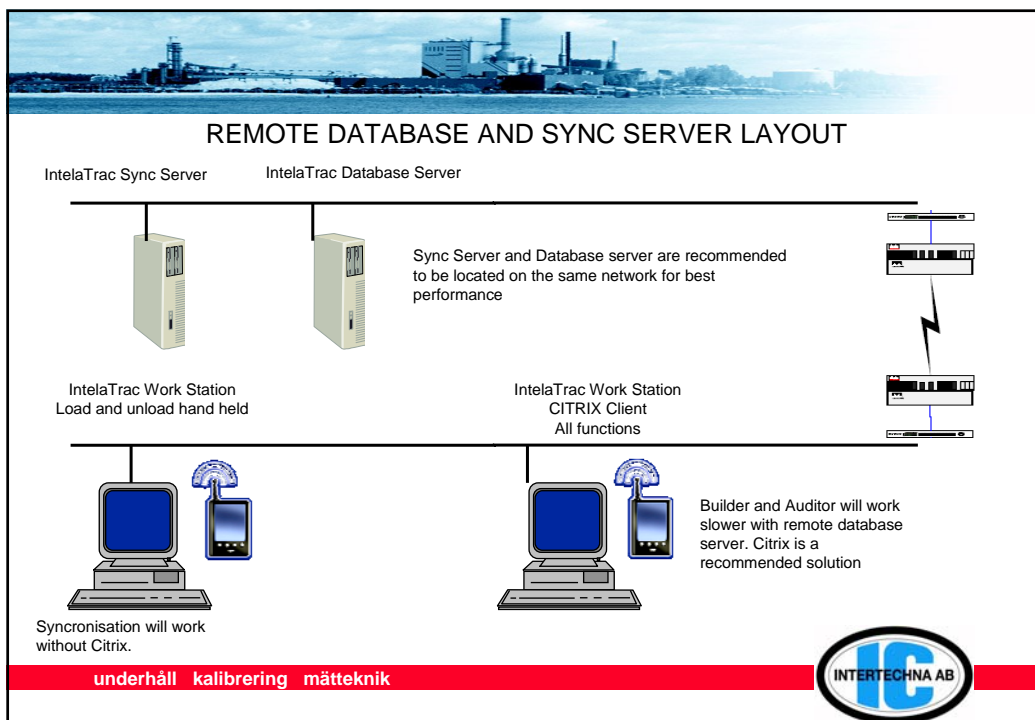 REMOTE DATABASE AND SYNC SERVER LAYOUT
IntelaTrac Sync Server
IntelaTrac Database Server
Sync Server and Database server are recommended
to be located on the same network for best
performance
IntelaTrac Work Station
Load and unload hand held
IntelaTrac Work Station
CITRIX Client
All functions
Builder and Auditor will work
slower with remote database
server. Citrix is a
recommended solution
Syncronisation will work
without Citrix.
underhåll kalibrering mätteknik
IC
INTERTECHNA AB